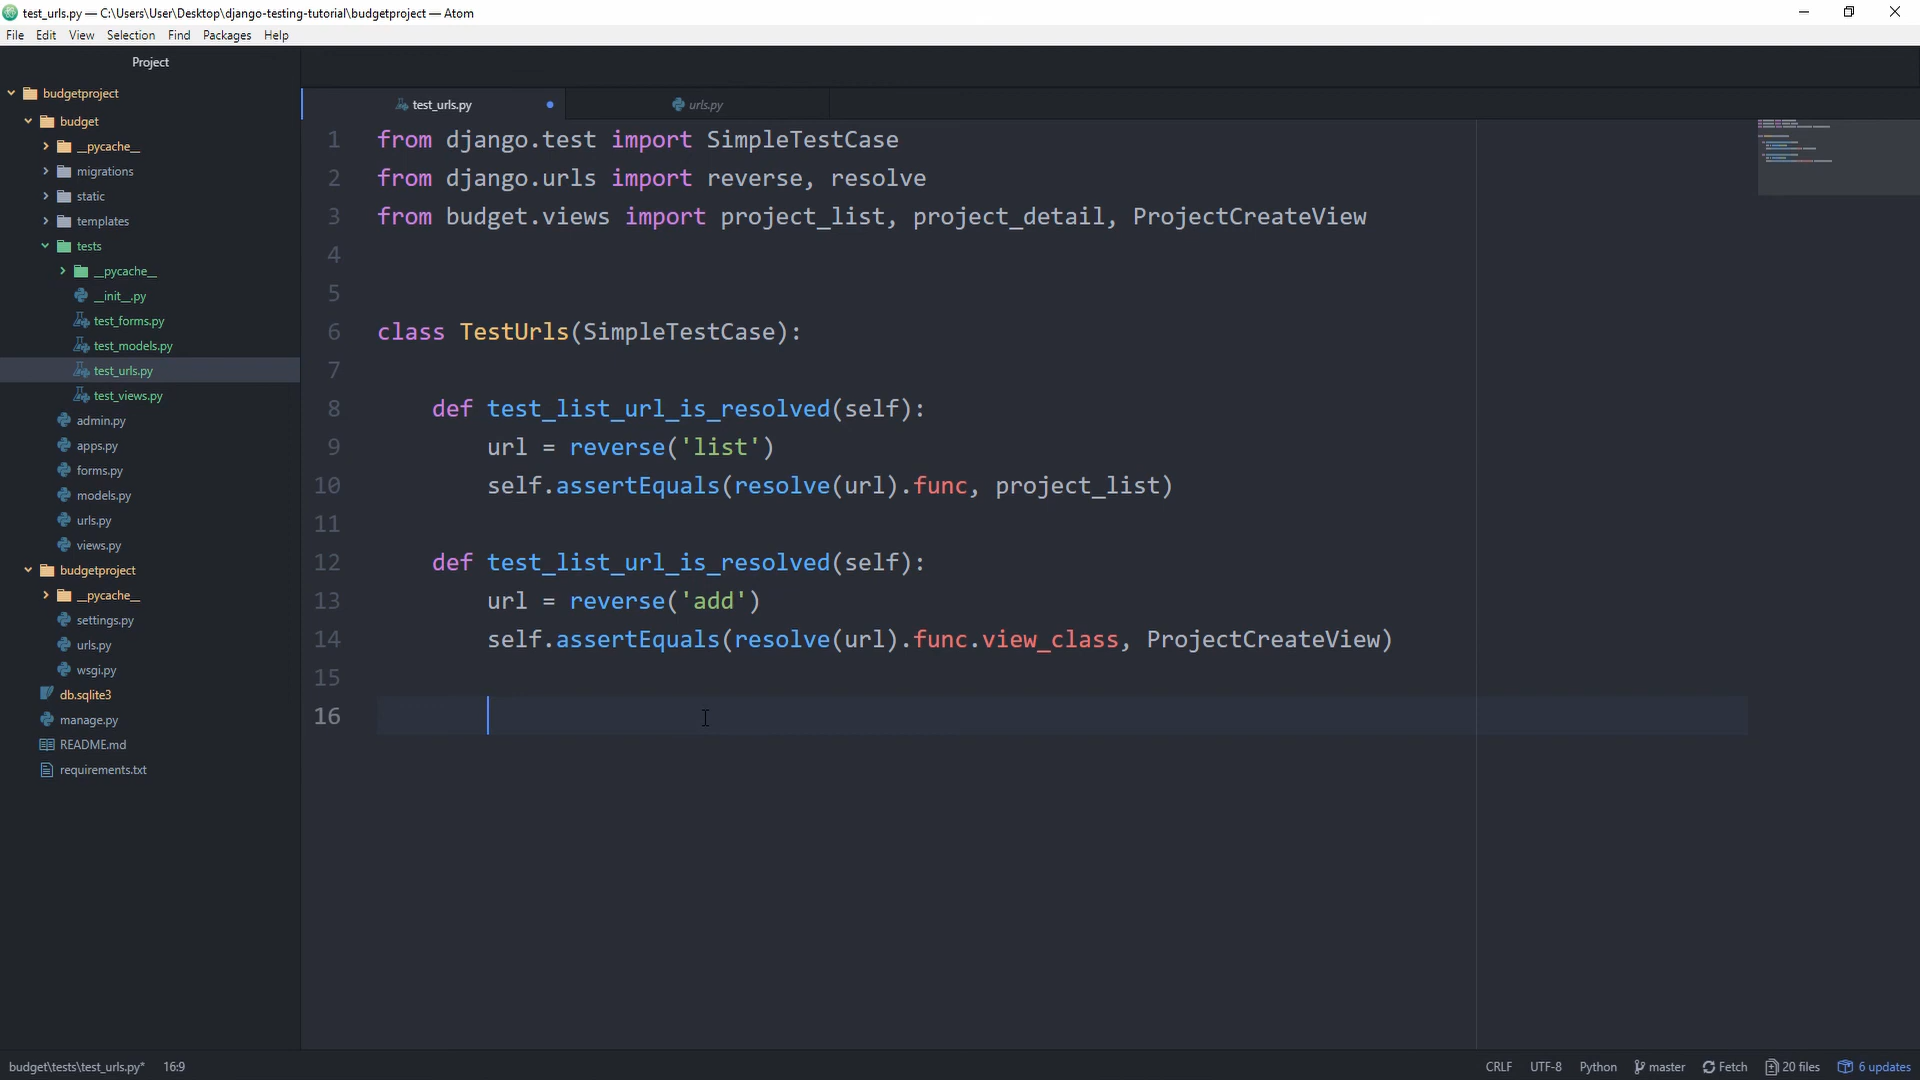 test_urls.py — C:\Users\User\Desktop\django-testing-tutorial\budgetproject — Atom
File Edit View Selection Find Packages Help
Project
budgetproject
budget
__pycache__
migrations
static
templates
tests
__pycache__
__init__.py
test_forms.py
test_models.py
test_urls.py
test_views.py
admin.py
apps.py
forms.py
models.py
urls.py
views.py
budgetproject
__pycache__
settings.py
urls.py
wsgi.py
db.sqlite3
manage.py
README.md
requirements.txt
test_urls.py urls.py
1 from django.test import SimpleTestCase
2 from django.urls import reverse, resolve
3 from budget.views import project_list, project_detail, ProjectCreateView
4
5
6 class TestUrls(SimpleTestCase):
7
8 def test_list_url_is_resolved(self):
9 url = reverse('list')
10 self.assertEquals(resolve(url).func, project_list)
11
12 def test_list_url_is_resolved(self):
13 url = reverse('add')
14 self.assertEquals(resolve(url).func.view_class, ProjectCreateView)
15
16
budget\tests\test_urls.py* 16:9 CRLF UTF-8 Python master Fetch 20 files 6 updates